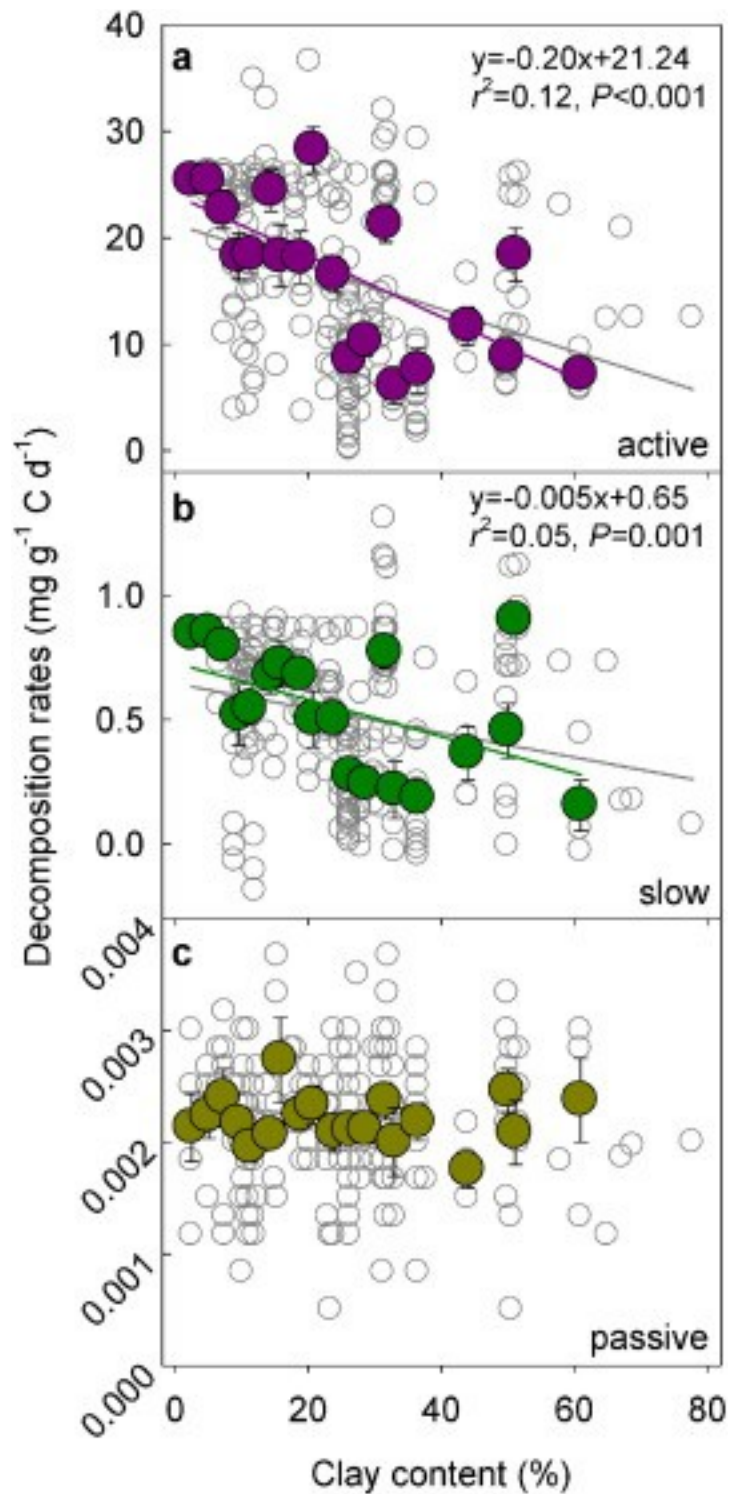 40
a
y=-0.20x+21.24
r²=0.12, P<0.001
30
20
10
0
active
Decomposition rates (mg g⁻¹ C d⁻¹)
b
y=-0.005x+0.65
r²=0.05, P=0.001
1.0
0.5
0.0
slow
0.004
c
0.003
0.002
0.001
0.000
passive
0 20 40 60 80
Clay content (%)